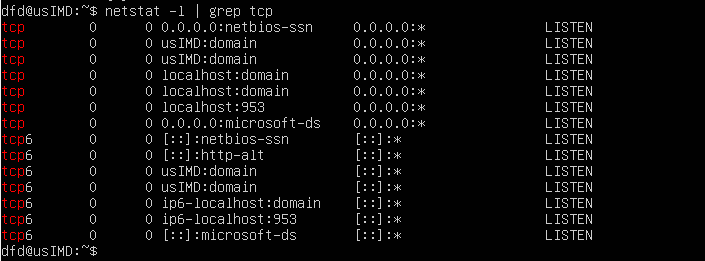 dfd@usIMD:~$ netstat -l | grep tcp
tcp        0      0 0.0.0.0:netbios-ssn     0.0.0.0:*               LISTEN
tcp        0      0 usIMD:domain            0.0.0.0:*               LISTEN
tcp        0      0 usIMD:domain            0.0.0.0:*               LISTEN
tcp        0      0 localhost:domain        0.0.0.0:*               LISTEN
tcp        0      0 localhost:domain        0.0.0.0:*               LISTEN
tcp        0      0 localhost:953           0.0.0.0:*               LISTEN
tcp        0      0 0.0.0.0:microsoft-ds    0.0.0.0:*               LISTEN
tcp6       0      0 [::]:netbios-ssn        [::]:*                  LISTEN
tcp6       0      0 [::]:http-alt           [::]:*                  LISTEN
tcp6       0      0 usIMD:domain            [::]:*                  LISTEN
tcp6       0      0 usIMD:domain            [::]:*                  LISTEN
tcp6       0      0 ip6-localhost:domain    [::]:*                  LISTEN
tcp6       0      0 ip6-localhost:953       [::]:*                  LISTEN
tcp6       0      0 [::]:microsoft-ds       [::]:*                  LISTEN
dfd@usIMD:~$